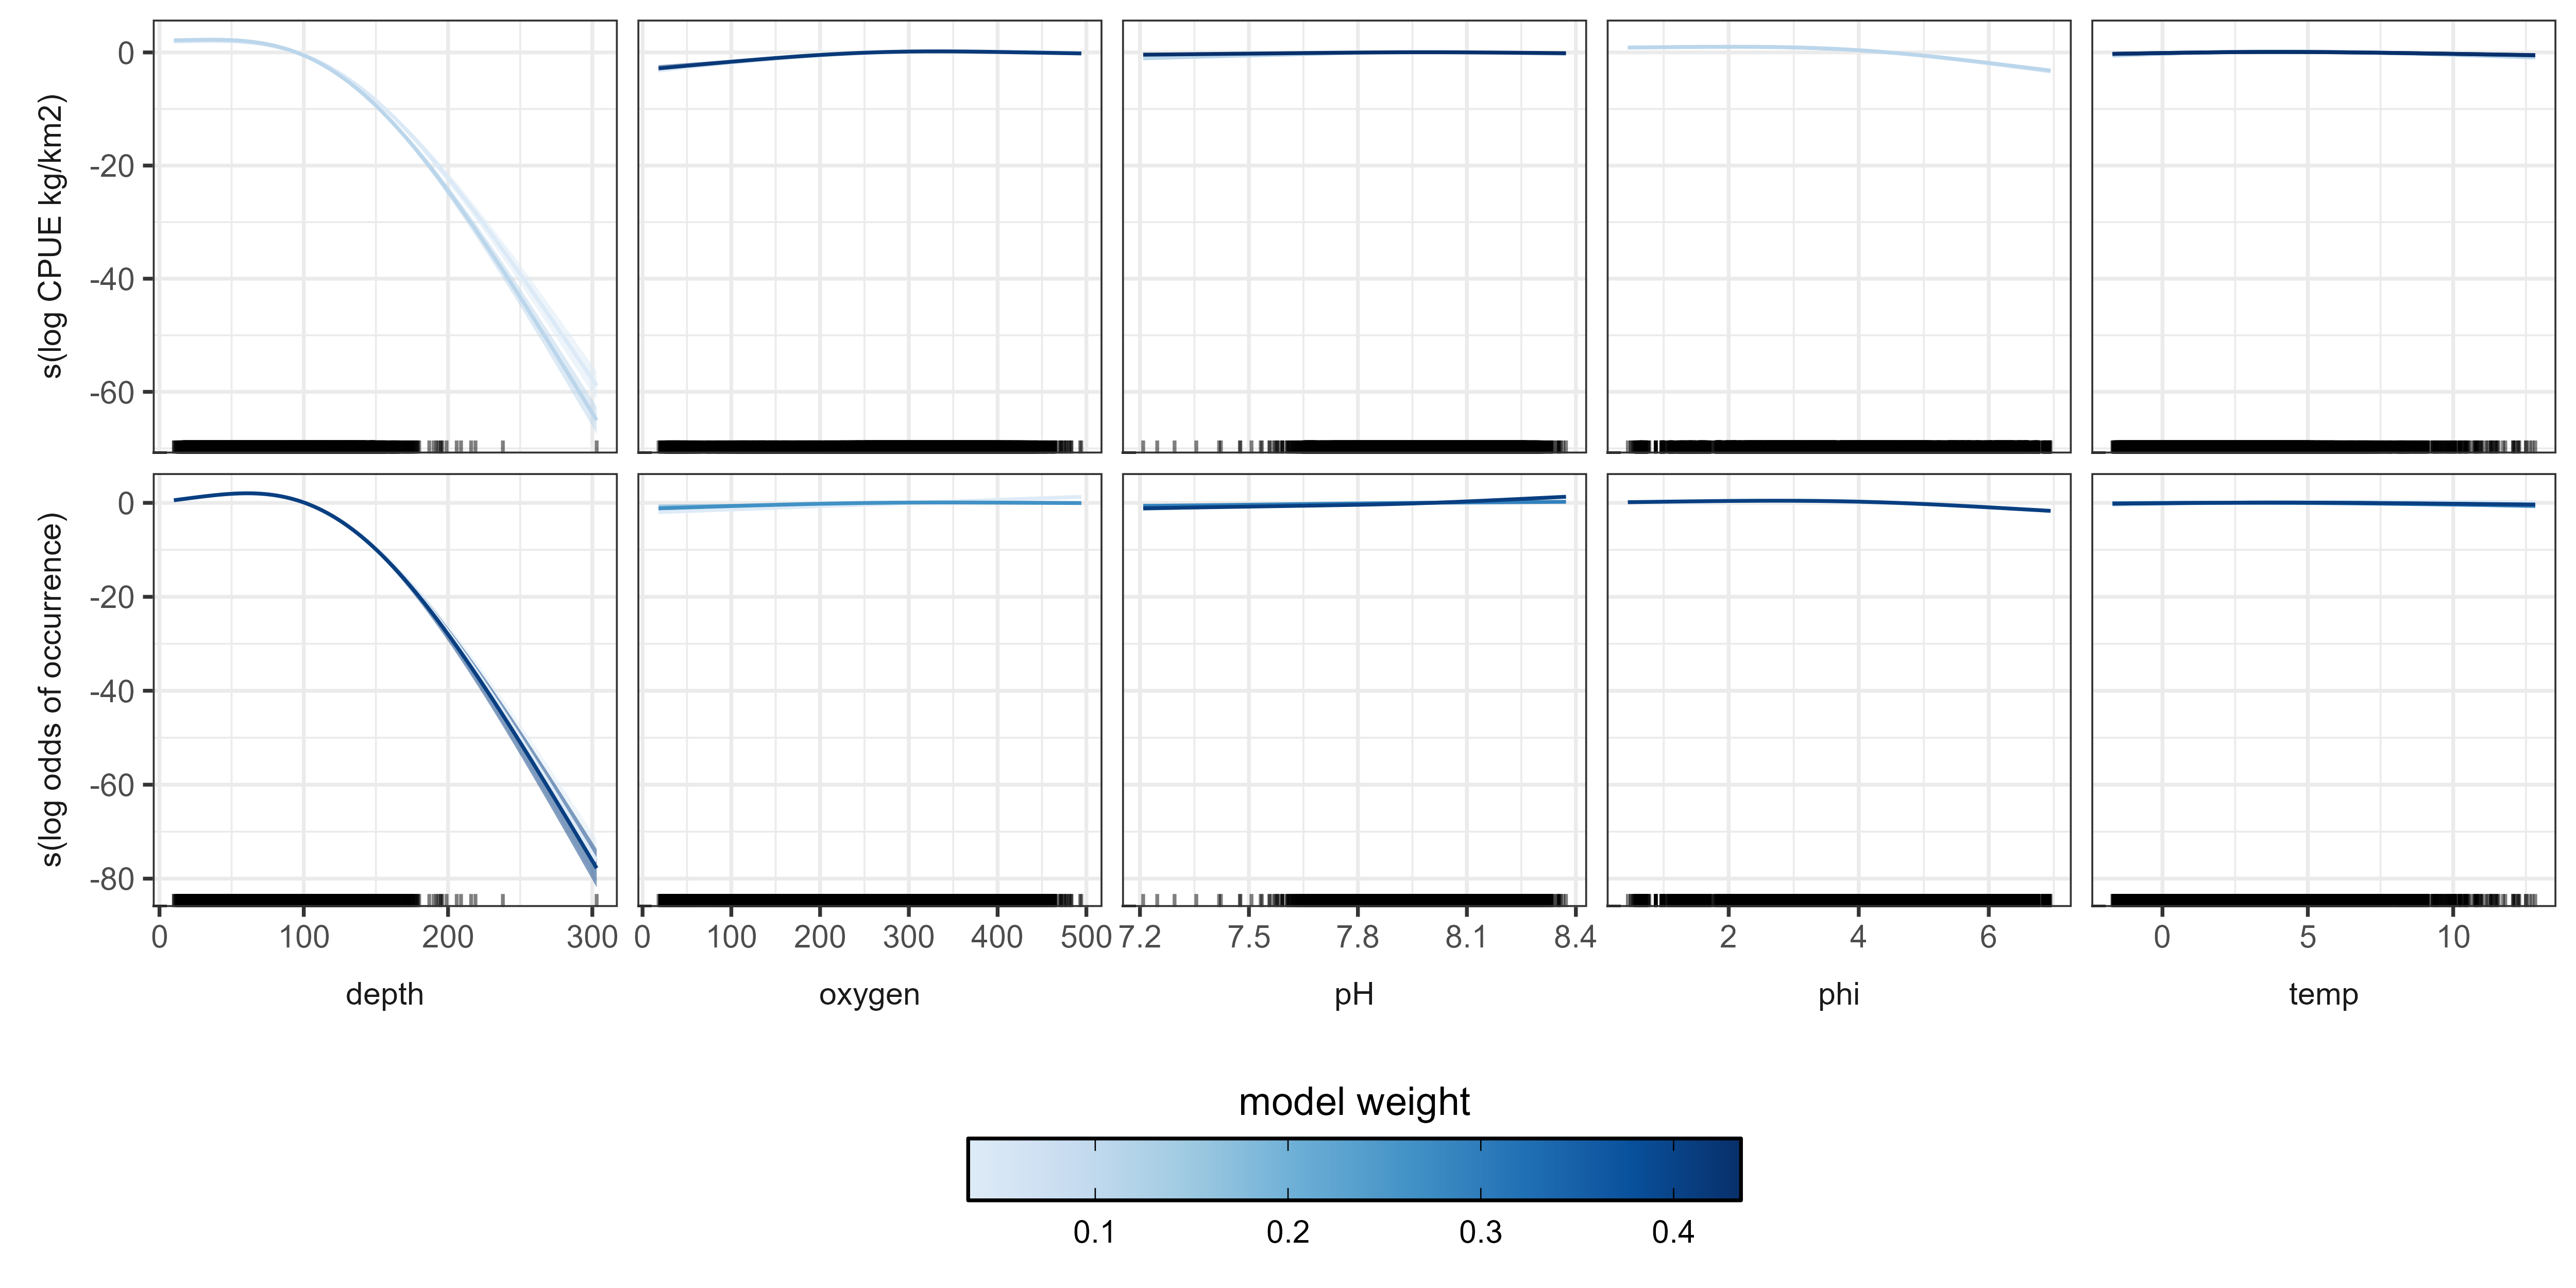 s(log CPUE kg/km2)
0
-20
-40
-60
s(log odds of occurrence)
0
-20
-40
-60
-80
0 100 200 300 0 100 200 300 400 500 7.2 7.5 7.8 8.1 8.4 2 4 6 0 5 10
depth oxygen pH phi temp
model weight
0.1 0.2 0.3 0.4